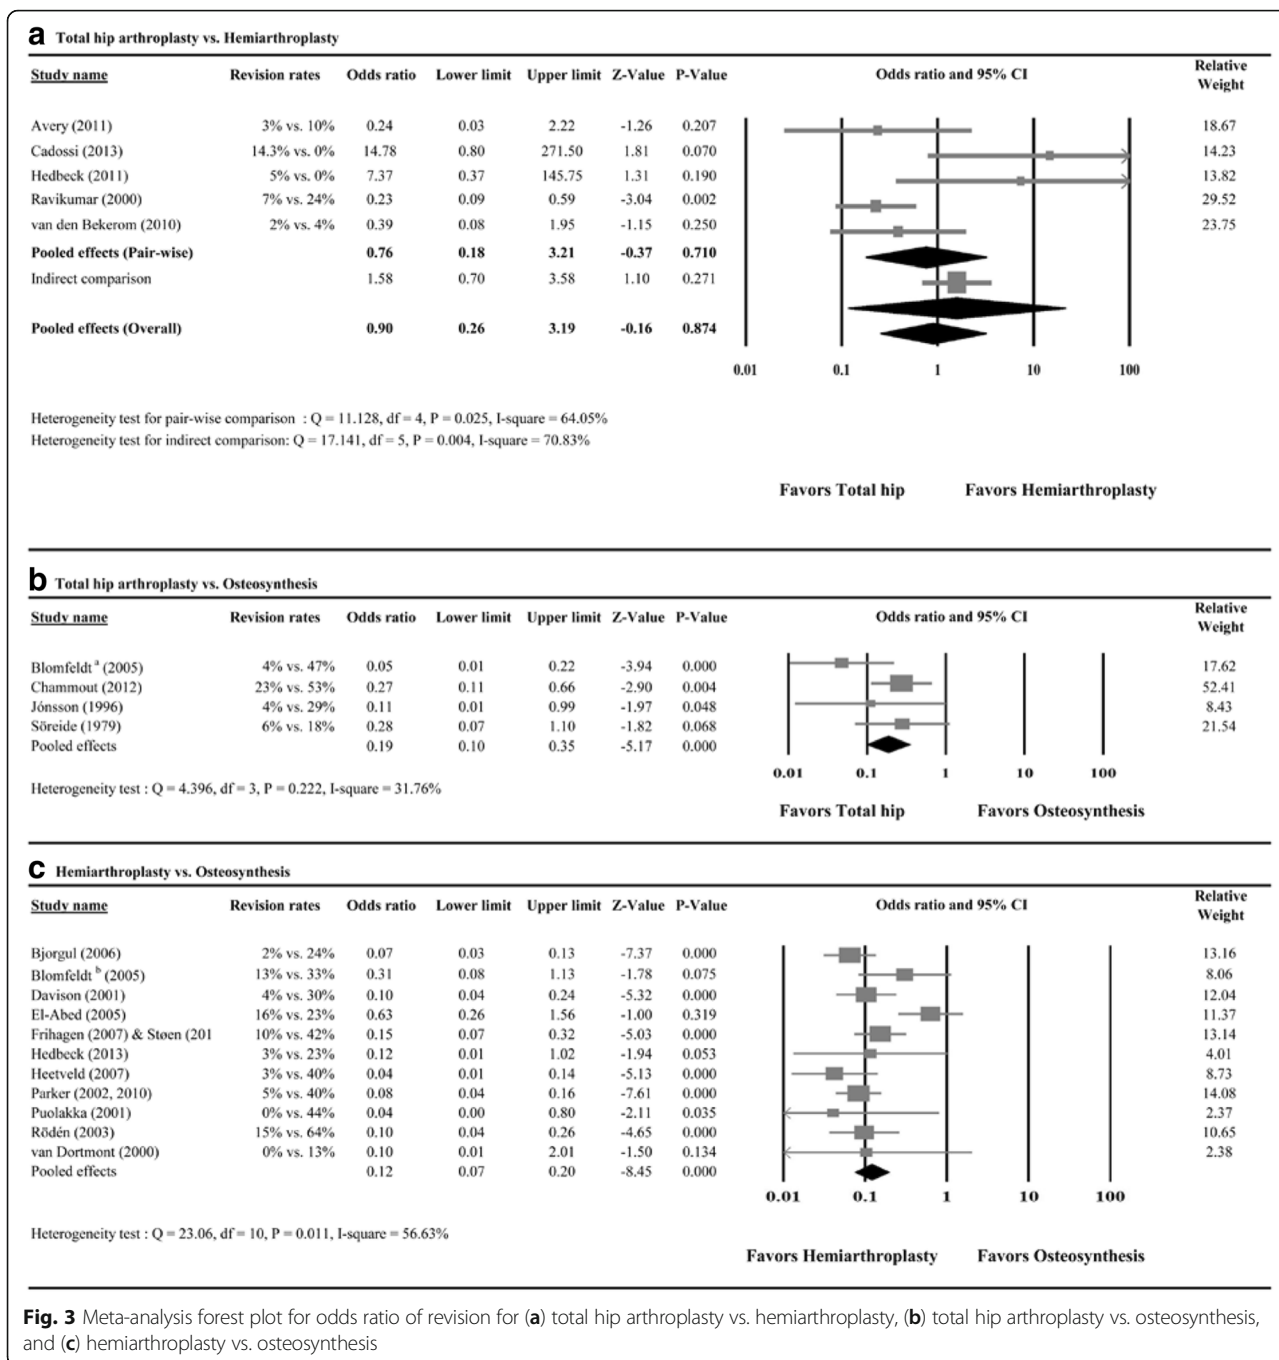 a Total hip arthroplasty vs. Hemiarthroplasty
Study name Revision rates Odds ratio Lower limit Upper limit Z-Value P-Value Odds ratio and 95% CI Relative Weight
Avery (2011) 3% vs. 10% 0.24 0.03 2.22 -1.26 0.207 18.67
Cadossi (2013) 14.3% vs. 0% 14.78 0.80 271.50 1.81 0.070 14.23
Hedbeck (2011) 5% vs. 0% 7.37 0.37 145.75 1.31 0.190 13.82
Ravikumar (2000) 7% vs. 24% 0.23 0.09 0.59 -3.04 0.002 29.52
van den Bekerom (2010) 2% vs. 4% 0.39 0.08 1.95 -1.15 0.250 23.75
Pooled effects (Pair-wise) 0.76 0.18 3.21 -0.37 0.710
Indirect comparison 1.58 0.70 3.58 1.10 0.271
Pooled effects (Overall) 0.90 0.26 3.19 -0.16 0.874
0.01 0.1 1 10 100
Heterogeneity test for pair-wise comparison : Q = 11.128, df = 4, P = 0.025, I-square = 64.05%
Heterogeneity test for indirect comparison: Q = 17.141, df = 5, P = 0.004, I-square = 70.83%
Favors Total hip Favors Hemiarthroplasty
b Total hip arthroplasty vs. Osteosynthesis
Study name Revision rates Odds ratio Lower limit Upper limit Z-Value P-Value Odds ratio and 95% CI Relative Weight
Blomfeldt a (2005) 4% vs. 47% 0.05 0.01 0.22 -3.94 0.000 17.62
Chammout (2012) 23% vs. 53% 0.27 0.11 0.66 -2.90 0.004 52.41
Jónsson (1996) 4% vs. 29% 0.11 0.01 0.99 -1.97 0.048 8.43
Söreide (1979) 6% vs. 18% 0.28 0.07 1.10 -1.82 0.068 21.54
Pooled effects 0.19 0.10 0.35 -5.17 0.000
0.01 0.1 1 10 100
Heterogeneity test : Q = 4.396, df = 3, P = 0.222, I-square = 31.76%
Favors Total hip Favors Osteosynthesis
c Hemiarthroplasty vs. Osteosynthesis
Study name Revision rates Odds ratio Lower limit Upper limit Z-Value P-Value Odds ratio and 95% CI Relative Weight
Bjorgul (2006) 2% vs. 24% 0.07 0.03 0.13 -7.37 0.000 13.16
Blomfeldt b (2005) 13% vs. 33% 0.31 0.08 1.13 -1.78 0.075 8.06
Davison (2001) 4% vs. 30% 0.10 0.04 0.24 -5.32 0.000 12.04
El-Abed (2005) 16% vs. 23% 0.63 0.26 1.56 -1.00 0.319 11.37
Frihagen (2007) & Støen (201 10% vs. 42% 0.15 0.07 0.32 -5.03 0.000 13.14
Hedbeck (2013) 3% vs. 23% 0.12 0.01 1.02 -1.94 0.053 4.01
Heetveld (2007) 3% vs. 40% 0.04 0.01 0.14 -5.13 0.000 8.73
Parker (2002, 2010) 5% vs. 40% 0.08 0.04 0.16 -7.61 0.000 14.08
Puolakka (2001) 0% vs. 44% 0.04 0.00 0.80 -2.11 0.035 2.37
Rödén (2003) 15% vs. 64% 0.10 0.04 0.26 -4.65 0.000 10.65
van Dortmont (2000) 0% vs. 13% 0.10 0.01 2.01 -1.50 0.134 2.38
Pooled effects 0.12 0.07 0.20 -8.45 0.000
0.01 0.1 1 10 100
Heterogeneity test : Q = 23.06, df = 10, P = 0.011, I-square = 56.63%
Favors Hemiarthroplasty Favors Osteosynthesis
Fig. 3 Meta-analysis forest plot for odds ratio of revision for (a) total hip arthroplasty vs. hemiarthroplasty, (b) total hip arthroplasty vs. osteosynthesis,
and (c) hemiarthroplasty vs. osteosynthesis